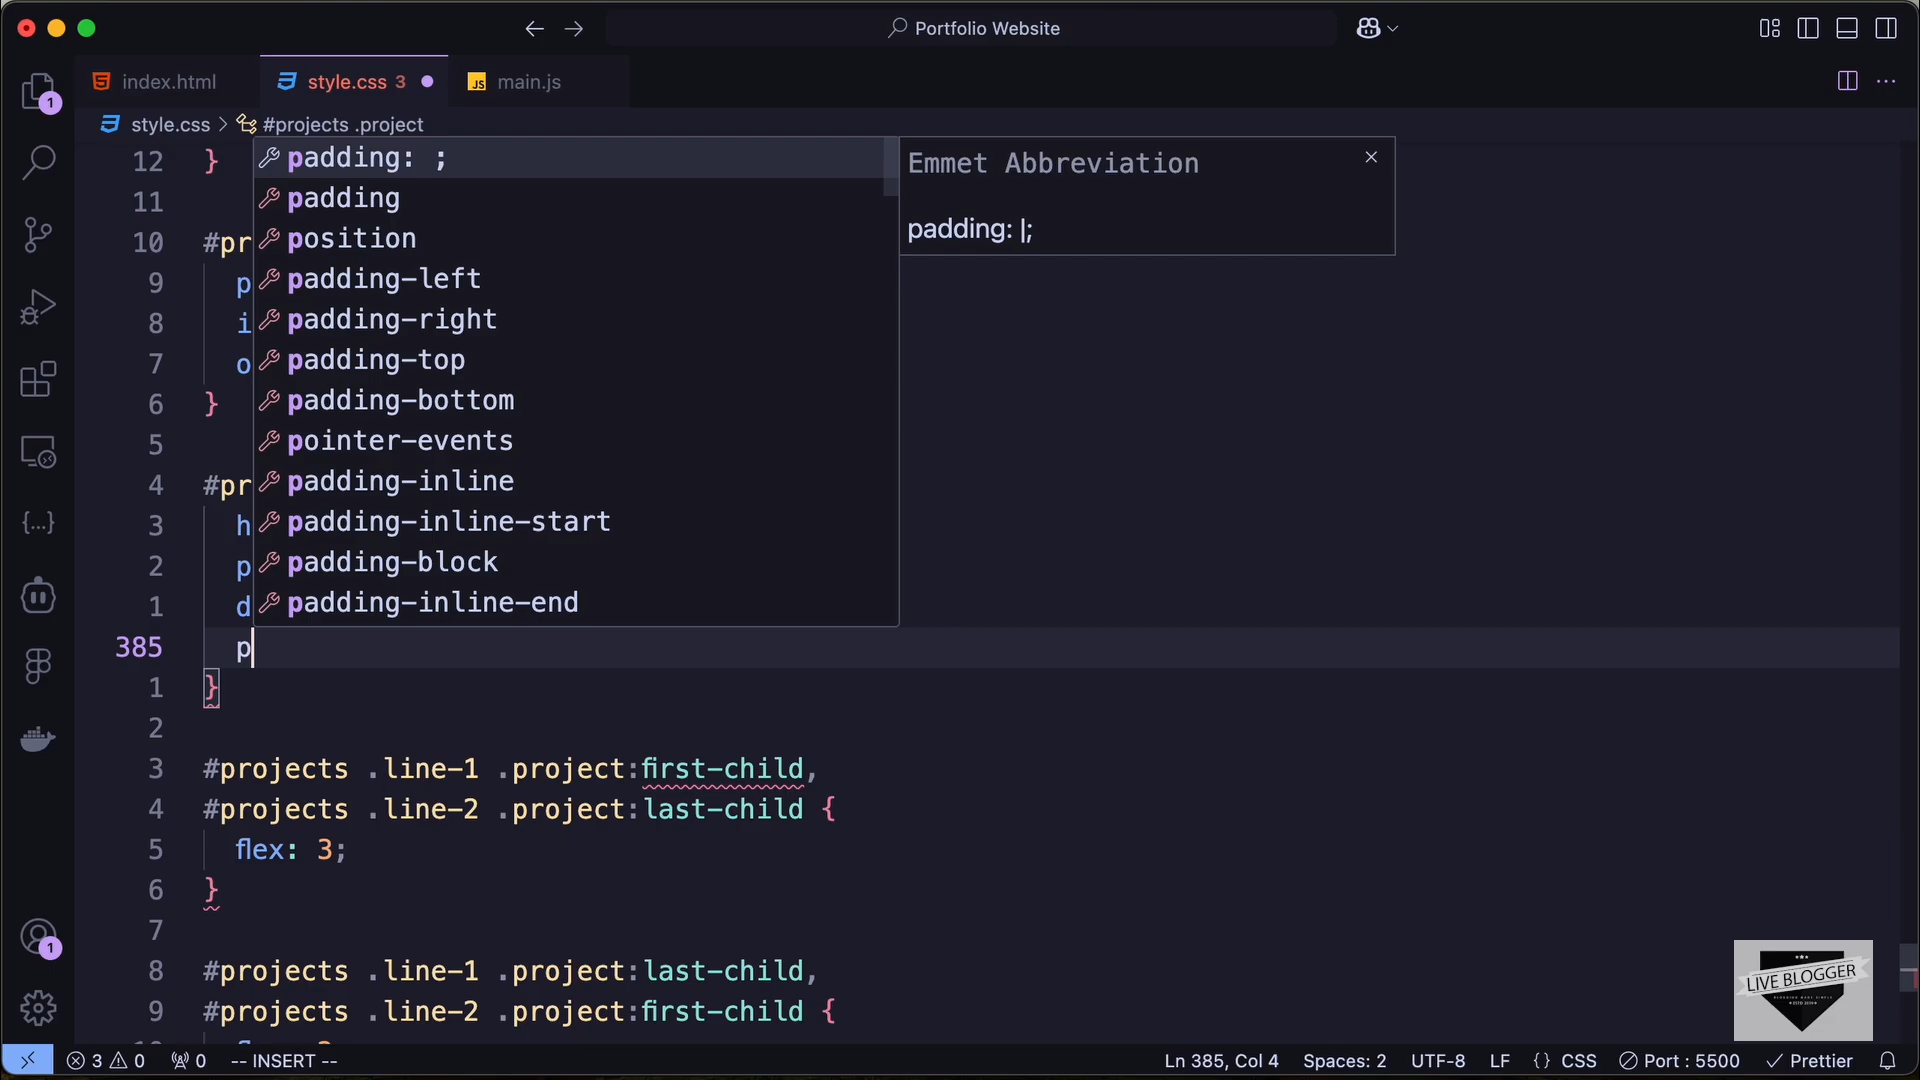 Portfolio Website
index.html
style.css 3
main.js
1
style.css > #projects .project
12 }
11
10 #pr
9 p
8 i
7 o
6 }
5
4 #pr
3 h
2 p
1 d
385 p
padding: ;
padding
position
padding-left
padding-right
padding-top
padding-bottom
pointer-events
padding-inline
padding-inline-start
padding-block
padding-inline-end
Emmet Abbreviation
padding: |;
1 }
2
3 #projects .line-1 .project:first-child,
4 #projects .line-2 .project:last-child {
5 flex: 3;
6 }
7
8 #projects .line-1 .project:last-child,
9 #projects .line-2 .project:first-child {
1
LIVE BLOGGER
3 0 0 -- INSERT -- Ln 385, Col 4 Spaces: 2 UTF-8 LF {} CSS Port : 5500 Prettier